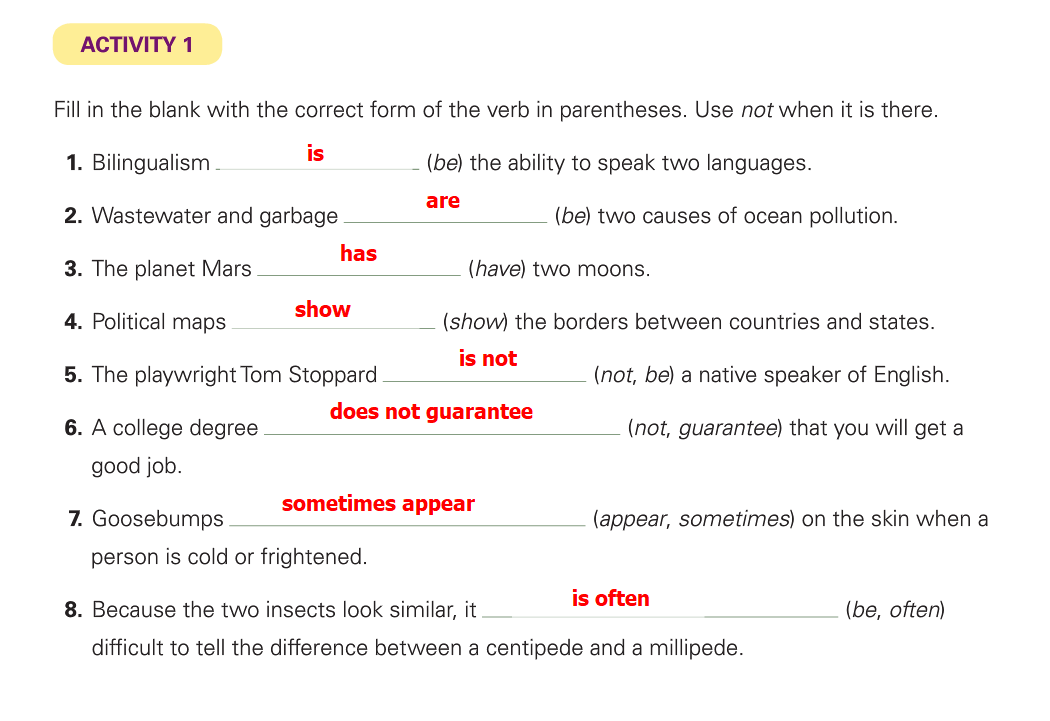 ACTIVITY 1
Fill in the blank with the correct form of the verb in parentheses. Use not when it is there.
1. Bilingualism is (be) the ability to speak two languages.
2. Wastewater and garbage are (be) two causes of ocean pollution.
3. The planet Mars has (have) two moons.
4. Political maps show (show) the borders between countries and states.
5. The playwright Tom Stoppard is not (not, be) a native speaker of English.
6. A college degree does not guarantee (not, guarantee) that you will get a
good job.
7. Goosebumps sometimes appear (appear, sometimes) on the skin when a
person is cold or frightened.
8. Because the two insects look similar, it is often (be, often)
difficult to tell the difference between a centipede and a millipede.